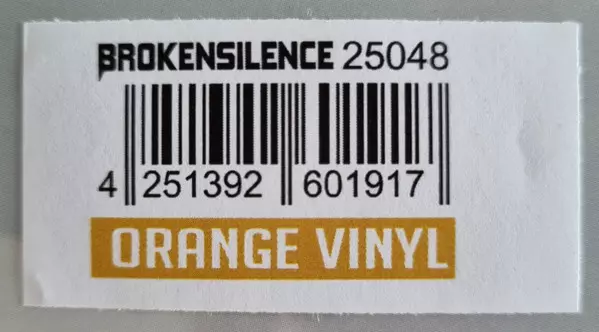 BROKENSILENCE 25048
4 251392 601917
ORANGE VINYL